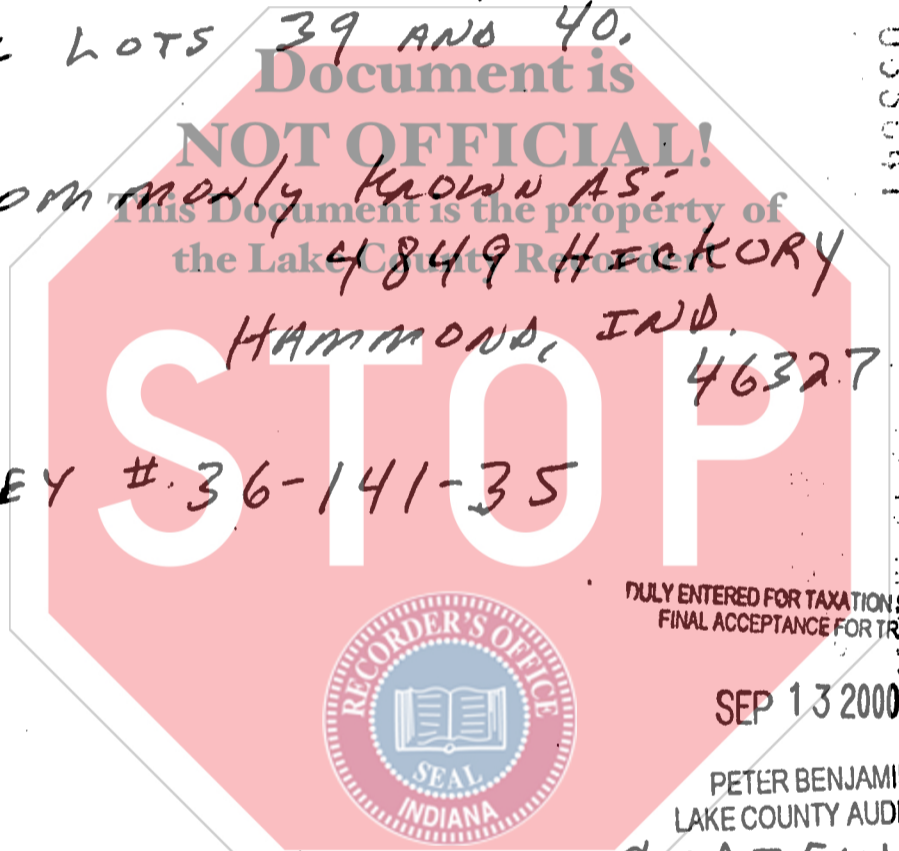 LOTS 39 AND 40.
Document is
NOT OFFICIAL!
ommonly KNOWN AS:
This Document is the property of
the Lake County Recorder!
4849 HICKORY
HAMMOND, IND.
46327
STOP
EY #. 36-141-35
DULY ENTERED FOR TAXATION
FINAL ACCEPTANCE FOR TR
RECORDER'S OFFICE
SEAL
INDIANA
SEP 13 2000
PETER BENJAMI
LAKE COUNTY AUD